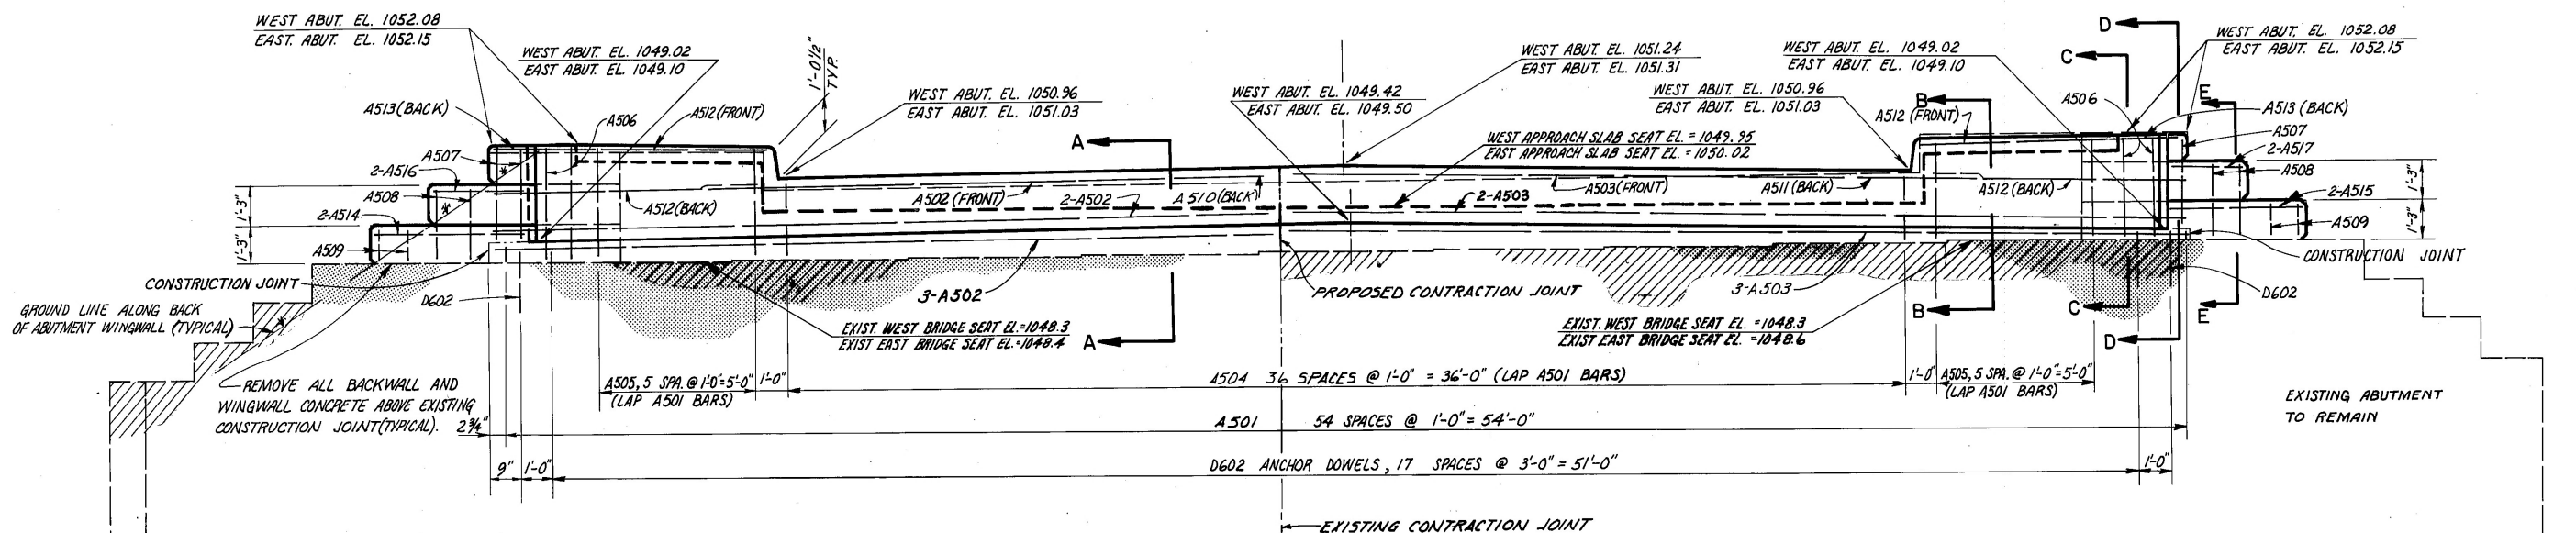 WEST ABUT. EL. 1052.08
EAST. ABUT. EL. 1052.15
WEST ABUT. EL. 1049.02
EAST ABUT. EL. 1049.10
1'-0½"
TYP.
WEST ABUT. EL. 1050.96
EAST ABUT. EL. 1051.03
WEST ABUT. EL. 1049.42
EAST ABUT. EL. 1049.50
WEST ABUT. EL. 1051.24
EAST ABUT. EL. 1051.31
WEST ABUT. EL. 1050.96
EAST ABUT. EL. 1051.03
WEST ABUT. EL. 1049.02
EAST ABUT. EL. 1049.10
WEST ABUT. EL. 1052.08
EAST ABUT. EL. 1052.15
D
C
B
E
A
A513(BACK)
A506
A512(FRONT)
WEST APPROACH SLAB SEAT EL. = 1049.95
EAST APPROACH SLAB SEAT EL. = 1050.02
A512 (FRONT)
A506
A513 (BACK)
A507
2-A516
A508
2-A514
A509
1'-3"
1'-3"
A512(BACK)
A502 (FRONT)
2-A502
A510(BACK)
2-A503
A503(FRONT)
A511(BACK)
A512(BACK)
A507
2-A517
A508
2-A515
A509
1'-3"
1'-3"
CONSTRUCTION JOINT
D602
3-A502
PROPOSED CONTRACTION JOINT
3-A503
CONSTRUCTION JOINT
D602
GROUND LINE ALONG BACK
OF ABUTMENT WINGWALL (TYPICAL)
EXIST. WEST BRIDGE SEAT EL.=1048.3
EXIST EAST BRIDGE SEAT EL.=1048.4
A
EXIST. WEST BRIDGE SEAT EL. =1048.3
EXIST EAST BRIDGE SEAT EL. =1048.6
B
C
D
E
REMOVE ALL BACKWALL AND
WINGWALL CONCRETE ABOVE EXISTING
CONSTRUCTION JOINT(TYPICAL).
A505, 5 SPA. @ 1'-0"=5'-0"
(LAP A501 BARS)
1'-0"
A504 36 SPACES @ 1'-0" = 36'-0" (LAP A501 BARS)
1'-0"
A505, 5 SPA. @ 1'-0"=5'-0"
(LAP A501 BARS)
EXISTING ABUTMENT
TO REMAIN
2¾"
A501 54 SPACES @ 1'-0" = 54'-0"
9"
1'-0"
D602 ANCHOR DOWELS, 17 SPACES @ 3'-0" = 51'-0"
1'-0"
EXISTING CONTRACTION JOINT